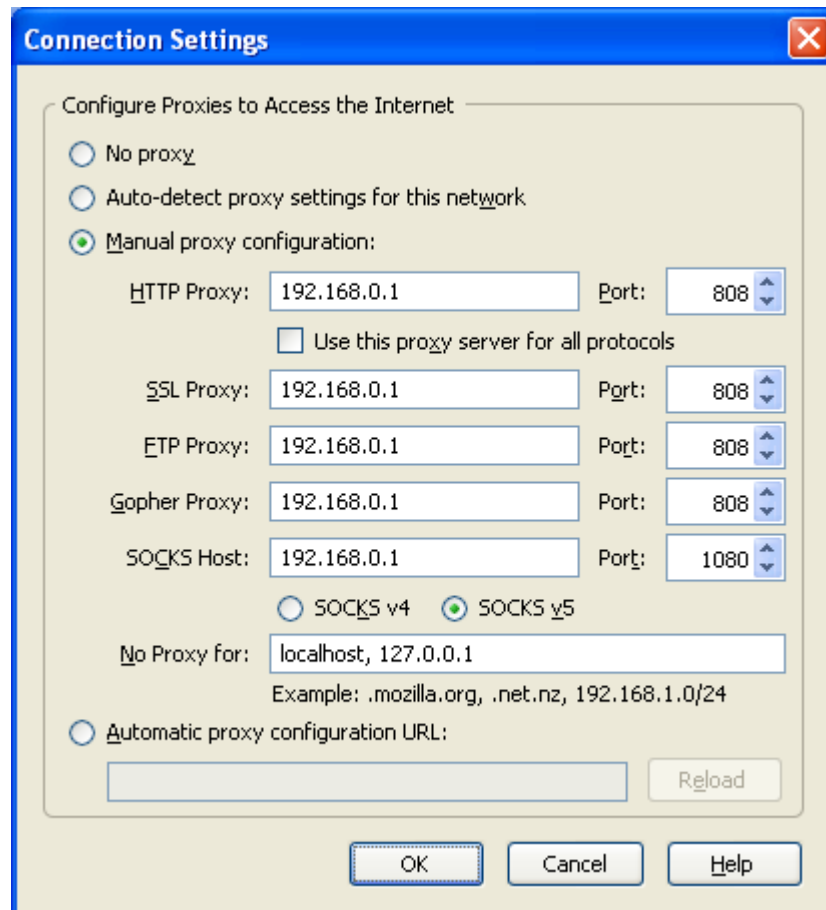 Connection Settings
Configure Proxies to Access the Internet
No proxy
Auto-detect proxy settings for this network
Manual proxy configuration:
HTTP Proxy: 192.168.0.1 Port: 808
Use this proxy server for all protocols
SSL Proxy: 192.168.0.1 Port: 808
FTP Proxy: 192.168.0.1 Port: 808
Gopher Proxy: 192.168.0.1 Port: 808
SOCKS Host: 192.168.0.1 Port: 1080
SOCKS v4 SOCKS v5
No Proxy for: localhost, 127.0.0.1
Example: .mozilla.org, .net.nz, 192.168.1.0/24
Automatic proxy configuration URL:
Reload
OK Cancel Help